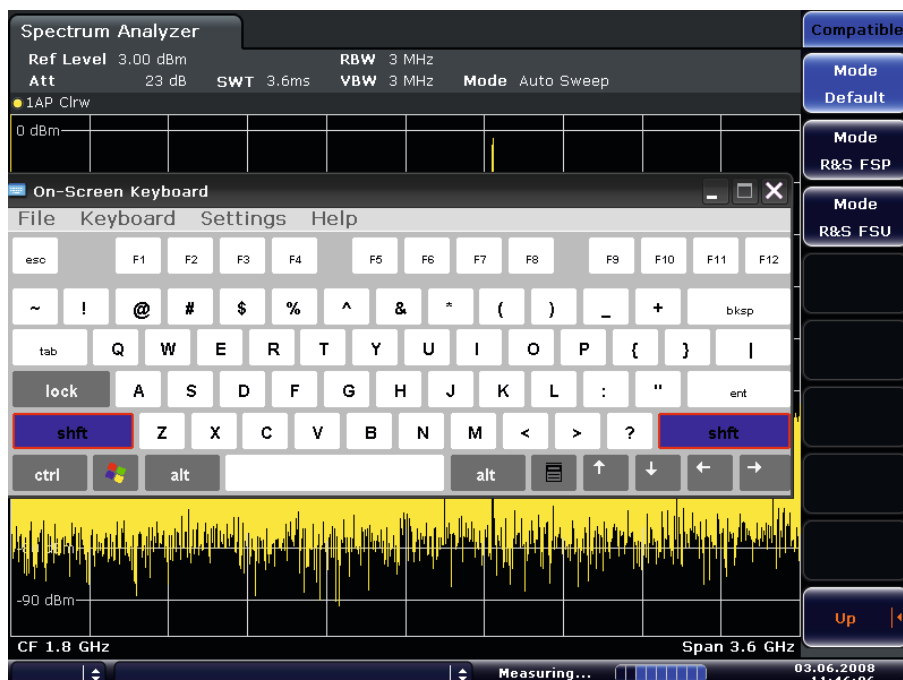 Spectrum Analyzer
Ref Level 3.00 dBm RBW 3 MHz
Att 23 dB SWT 3.6ms VBW 3 MHz Mode Auto Sweep
1AP Clrw
0 dBm
On-Screen Keyboard
File Keyboard Settings Help
esc F1 F2 F3 F4 F5 F6 F7 F8 F9 F10 F11 F12
~ ! @ # $ % ^ & * ( ) _ + bksp
tab Q W E R T Y U I O P { } |
lock A S D F G H J K L : " ent
shft Z X C V B N M < > ? shft
ctrl alt alt ↑ ↓ ← →
-90 dBm
CF 1.8 GHz Span 3.6 GHz
Measuring...
03.06.2008
Compatible
Mode
Default
Mode
R&S FSP
Mode
R&S FSU
Up